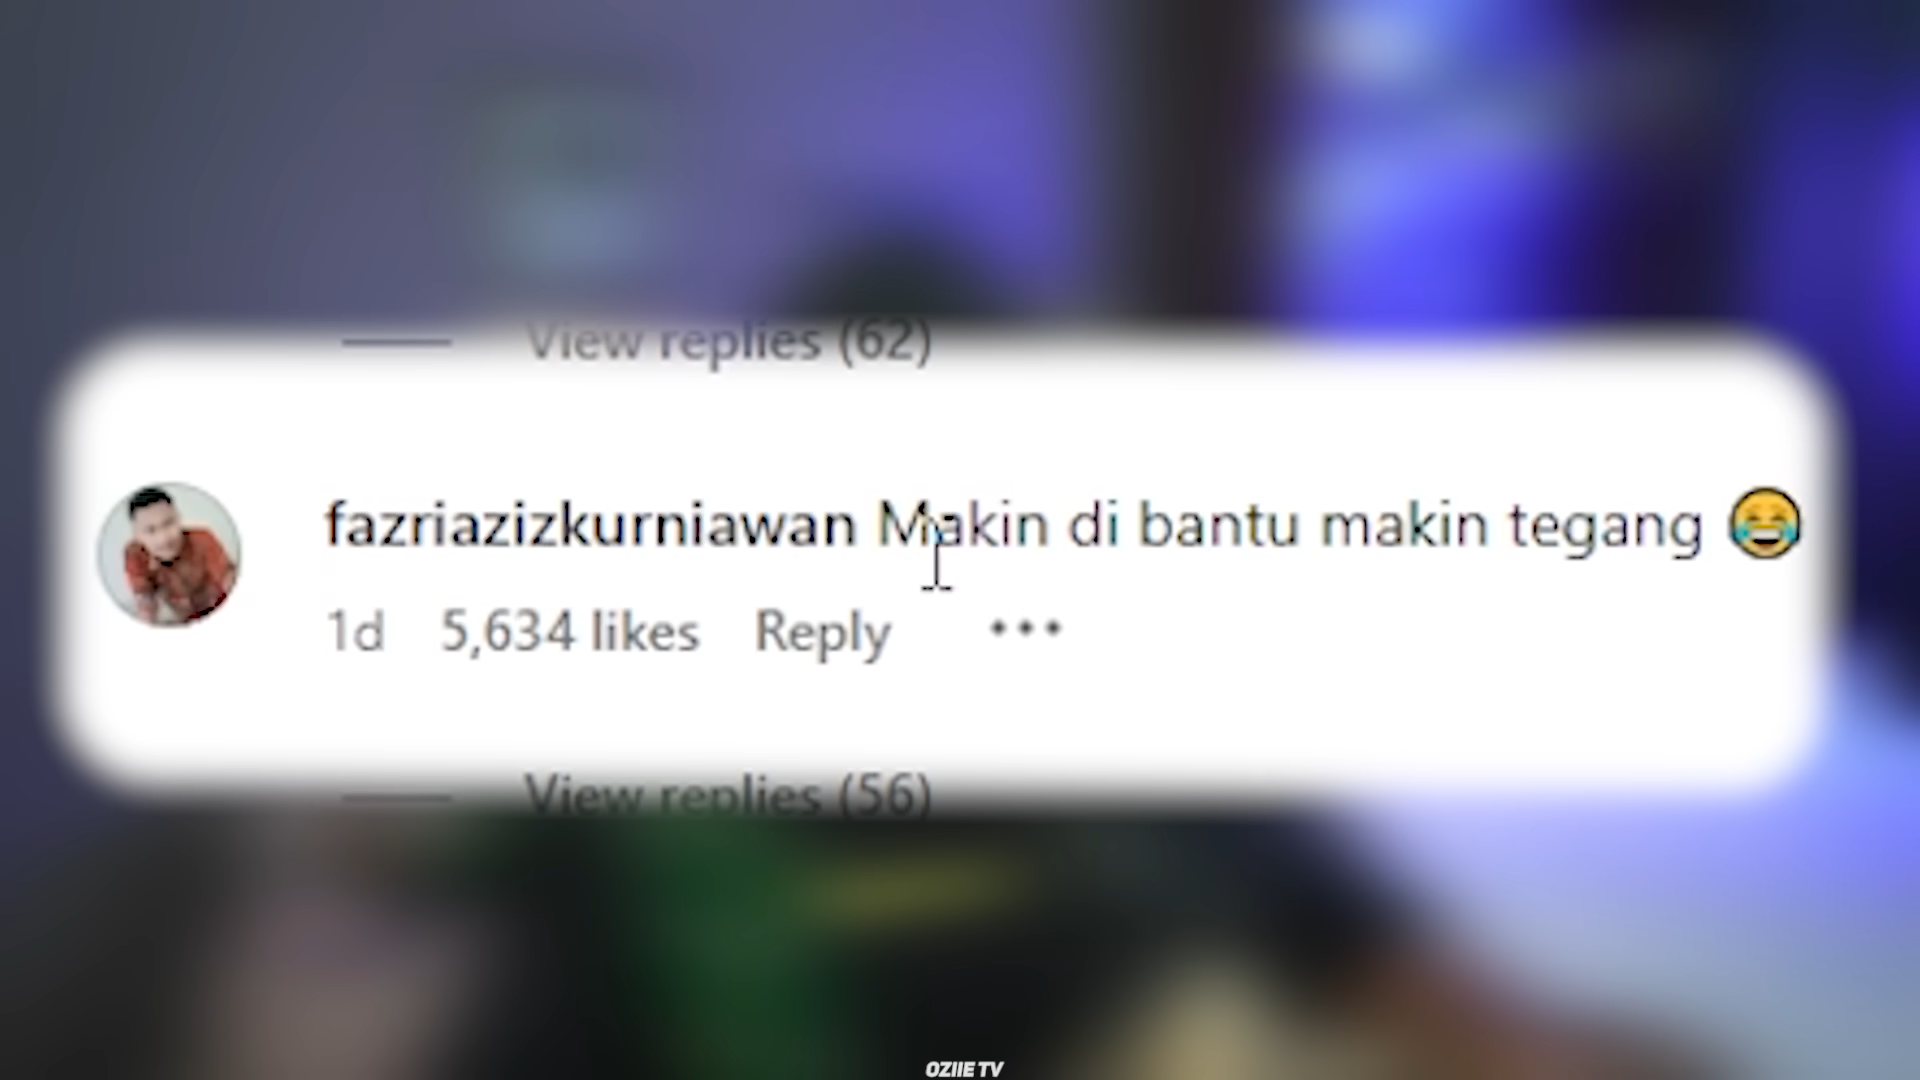 View replies (62)
fazriazizkurniawan Makin di bantu makin tegang 😂
1d 5,634 likes Reply •••
View replies (56)
OZIIE TV